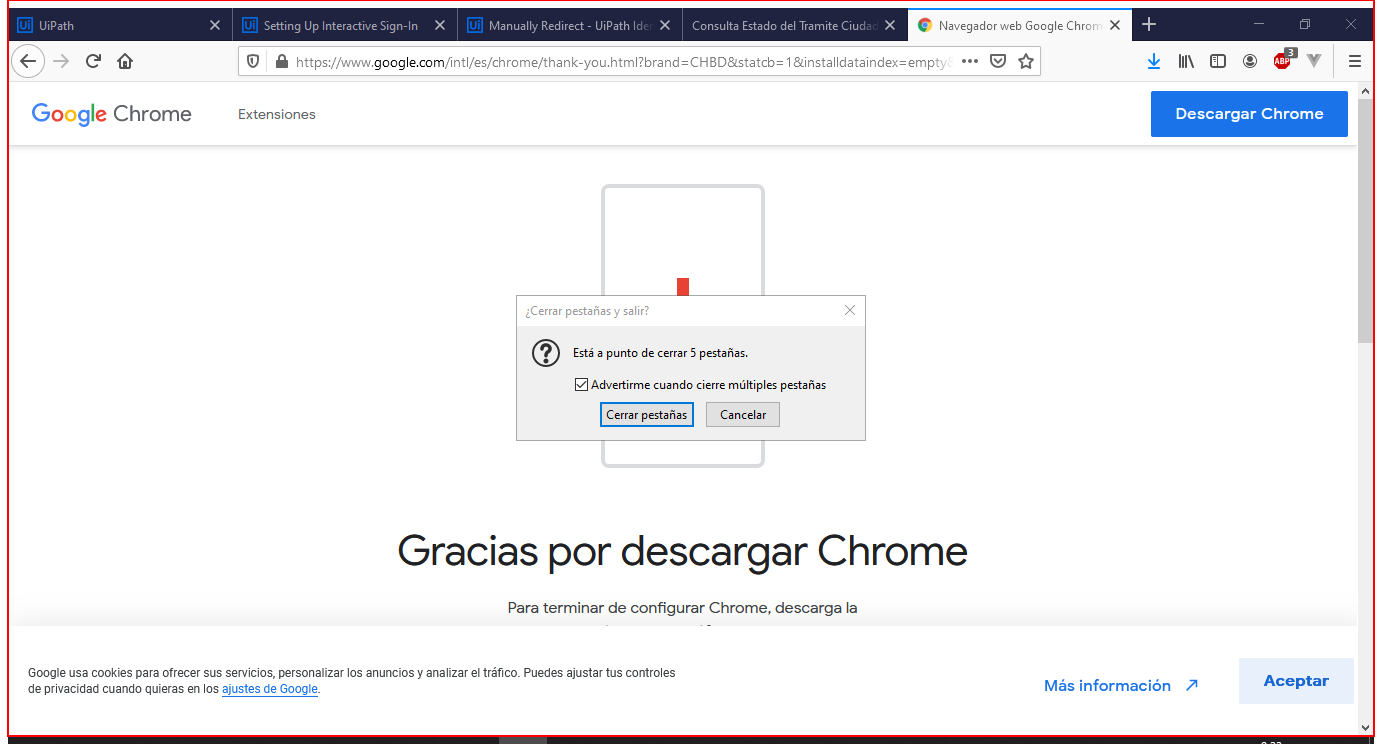 UiPath
Setting Up Interactive Sign-In
Manually Redirect - UiPath Iden
Consulta Estado del Tramite Ciudad
Navegador web Google Chrom
https://www.google.com/intl/es/chrome/thank-you.html?brand=CHBD&statcb=1&installdataindex=empty&
ABP
3
Google Chrome
Extensiones
Descargar Chrome
¿Cerrar pestañas y salir?
Está a punto de cerrar 5 pestañas.
Advertirme cuando cierre múltiples pestañas
Cerrar pestañas
Cancelar
Gracias por descargar Chrome
Para terminar de configurar Chrome, descarga la
Google usa cookies para ofrecer sus servicios, personalizar los anuncios y analizar el tráfico. Puedes ajustar tus controles
de privacidad cuando quieras en los ajustes de Google.
Más información
Aceptar